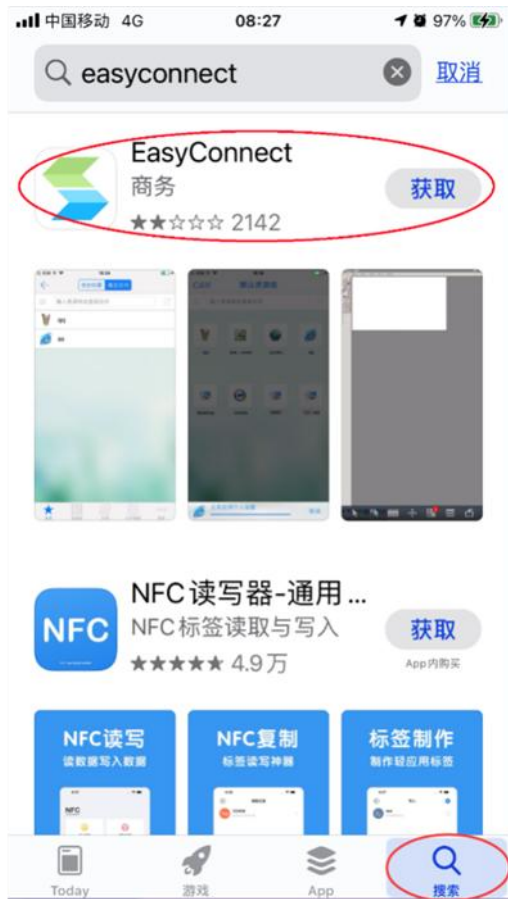 中国移动 4G 08:27 97%
easyconnect 取消
EasyConnect
商务
获取
★★☆☆☆ 2142
NFC
NFC读写器-通用...
NFC标签读取与写入
获取
★★★★★ 4.9万
App内购买
NFC读写 NFC复制 标签制作
读数据写入数据 标签读写神器 制作轻应用标签
NFC
Today 游戏 App 搜索